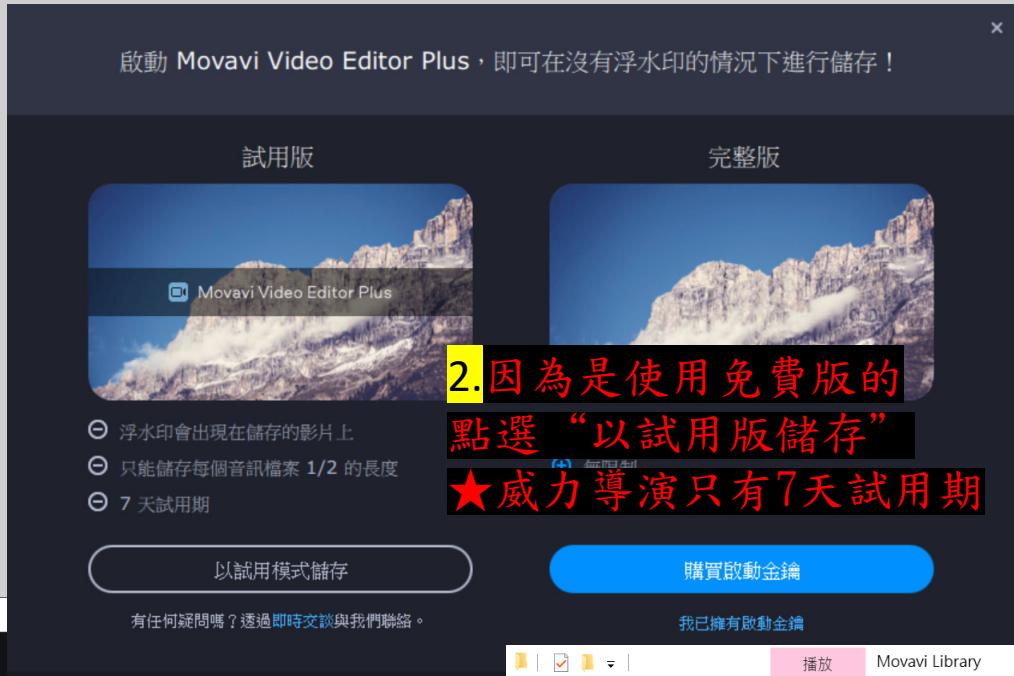 啟動 Movavi Video Editor Plus，即可在沒有浮水印的情況下進行儲存！
試用版
完整版
Movavi Video Editor Plus
2.因為是使用免費版的
點選“以試用版儲存”
★威力導演只有7天試用期
浮水印會出現在儲存的影片上
只能儲存每個音訊檔案 1/2 的長度
7 天試用期
無限制
以試用模式儲存
購買啟動金鑰
有任何疑問嗎？透過即時交談與我們聯絡。
我已擁有啟動金鑰
播放
Movavi Library